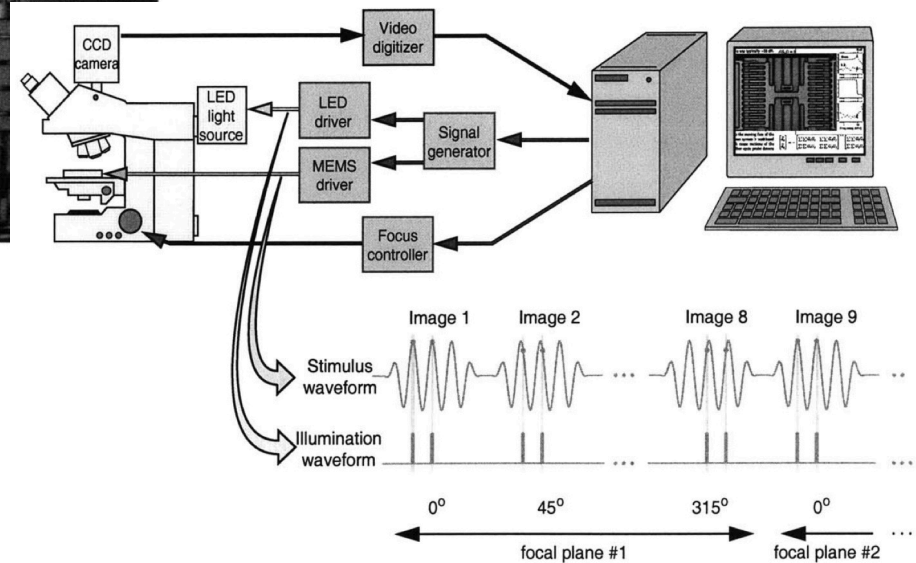 CCD
camera
Video
digitizer
LED
light
source
LED
driver
Signal
generator
MEMS
driver
Focus
controller
Image 1 Image 2 Image 8 Image 9
Stimulus
waveform
...
..
Illumination
waveform
...
...
0° 45° 315° 0°
focal plane #1 focal plane #2 ...